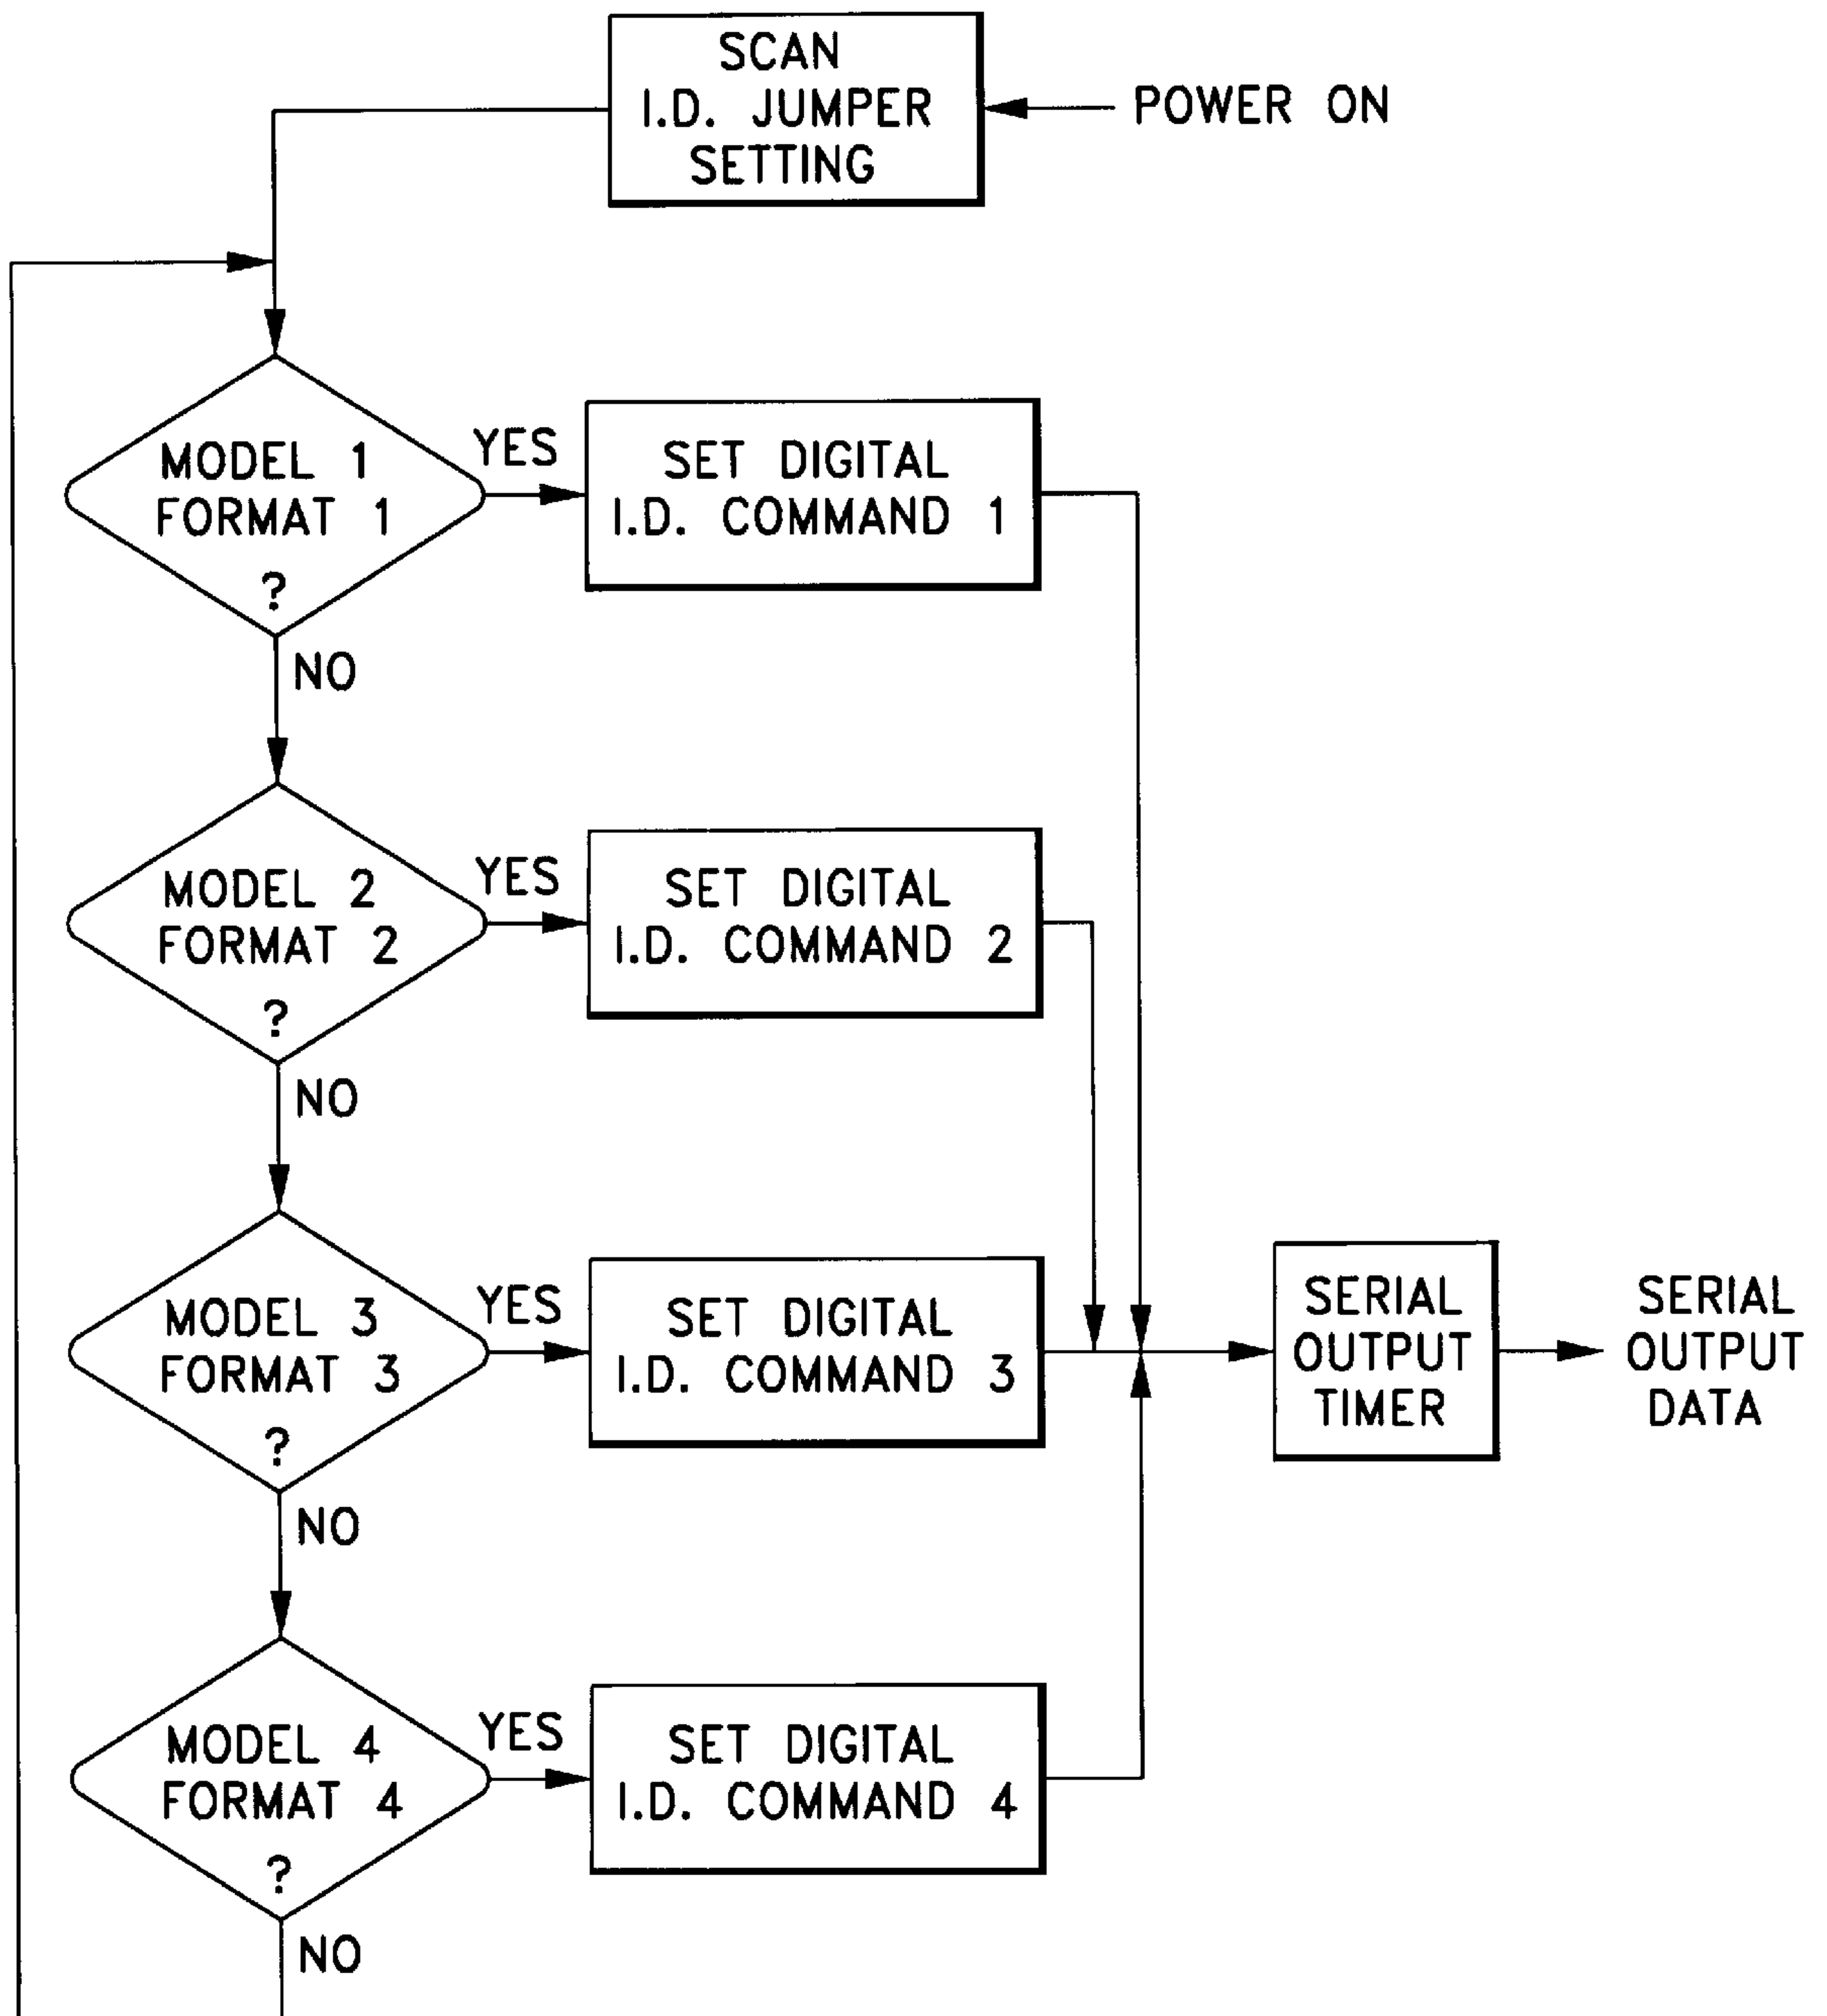 SCAN
I.D. JUMPER
SETTING
POWER ON
MODEL 1
FORMAT 1
?
YES
SET DIGITAL
I.D. COMMAND 1
NO
MODEL 2
FORMAT 2
?
YES
SET DIGITAL
I.D. COMMAND 2
NO
MODEL 3
FORMAT 3
?
YES
SET DIGITAL
I.D. COMMAND 3
SERIAL
OUTPUT
TIMER
SERIAL
OUTPUT
DATA
NO
MODEL 4
FORMAT 4
?
YES
SET DIGITAL
I.D. COMMAND 4
NO